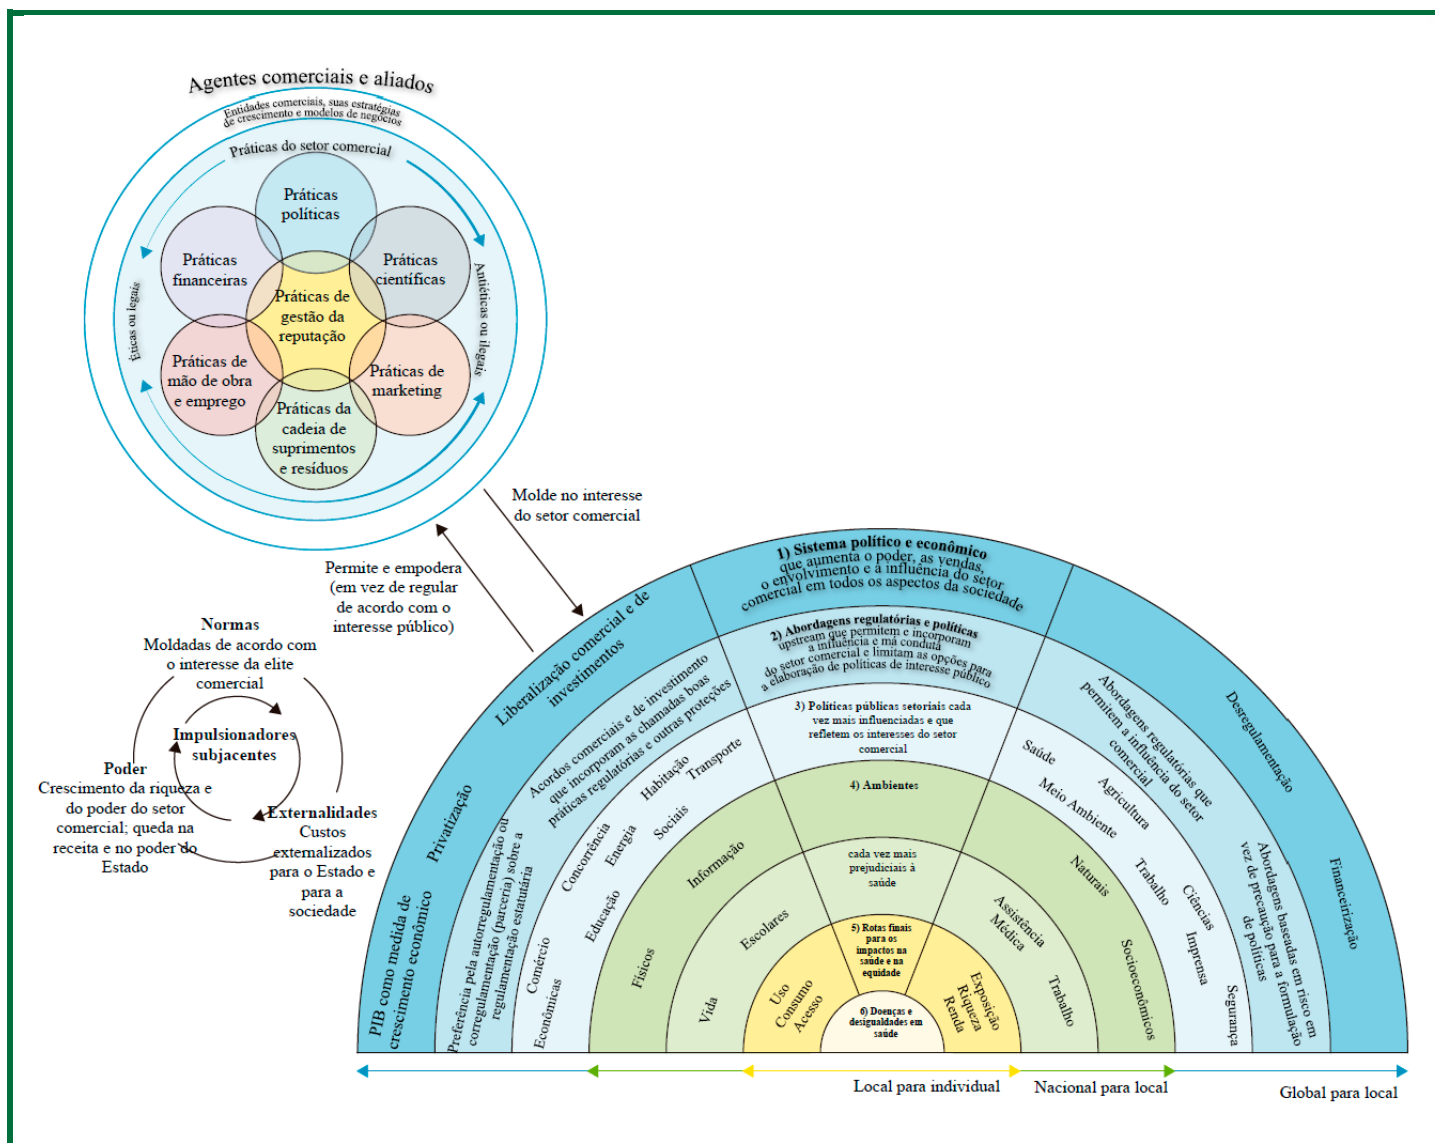 Agentes comerciais e aliados
Entidades comerciais, suas estratégias
de crescimento e modelos de negócios
Práticas do setor comercial
Práticas
políticas
Práticas
financeiras
Práticas
científicas
Práticas de
gestão da
reputação
Éticas ou legais
Antiéticas ou ilegais
Práticas de
mão de obra
e emprego
Práticas de
marketing
Práticas da
cadeia de
suprimentos
e resíduos
Molde no interesse
do setor comercial
Permite e empodera
(em vez de regular
de acordo com o
interesse público)
Normas
Moldadas de acordo com
o interesse da elite
comercial
Impulsionadores
subjacentes
Poder
Crescimento da riqueza e
do poder do setor
comercial; queda na
receita e no poder do
Estado
Externalidades
Custos
externalizados
para o Estado e
para a
sociedade
1) Sistema político e econômico
que aumenta o poder, as vendas,
o envolvimento e a influência do setor
comercial em todos os aspectos da sociedade
PIB como medida de
crescimento econômico
Privatização
Liberalização comercial e de
investimentos
Desregulamentação
Financeirização
2) Abordagens regulatórias e políticas
upstream que permitem e incorporam
a influência e má conduta
do setor comercial e limitam as opções para
a elaboração de políticas de interesse público
Preferência pela autorregulamentação ou
corregulamentação (parceria) sobre a
regulamentação estatutária
Acordos comerciais e de investimento
que incorporam as chamadas boas
práticas regulatórias e outras proteções
Abordagens regulatórias que
permitem a influência do setor
comercial
Abordagens baseadas em risco em
vez de precaução para a formulação
de políticas
3) Políticas públicas setoriais cada
vez mais influenciadas e que
refletem os interesses do setor
comercial
Econômicas
Comércio
Educação
Concorrência
Energia
Sociais
Habitação
Transporte
Saúde
Meio Ambiente
Agricultura
Trabalho
Ciências
Imprensa
Segurança
4) Ambientes
cada vez mais
prejudiciais à
saúde
Físicos
Informação
Naturais
Socioeconômicos
Vida
Escolares
Assistência
Médica
Trabalho
5) Rotas finais
para os
impactos na
saúde e na
equidade
Uso
Consumo
Acesso
Exposição
Riqueza
Renda
6) Doenças e
desigualdades em
saúde
Local para individual
Nacional para local
Global para local